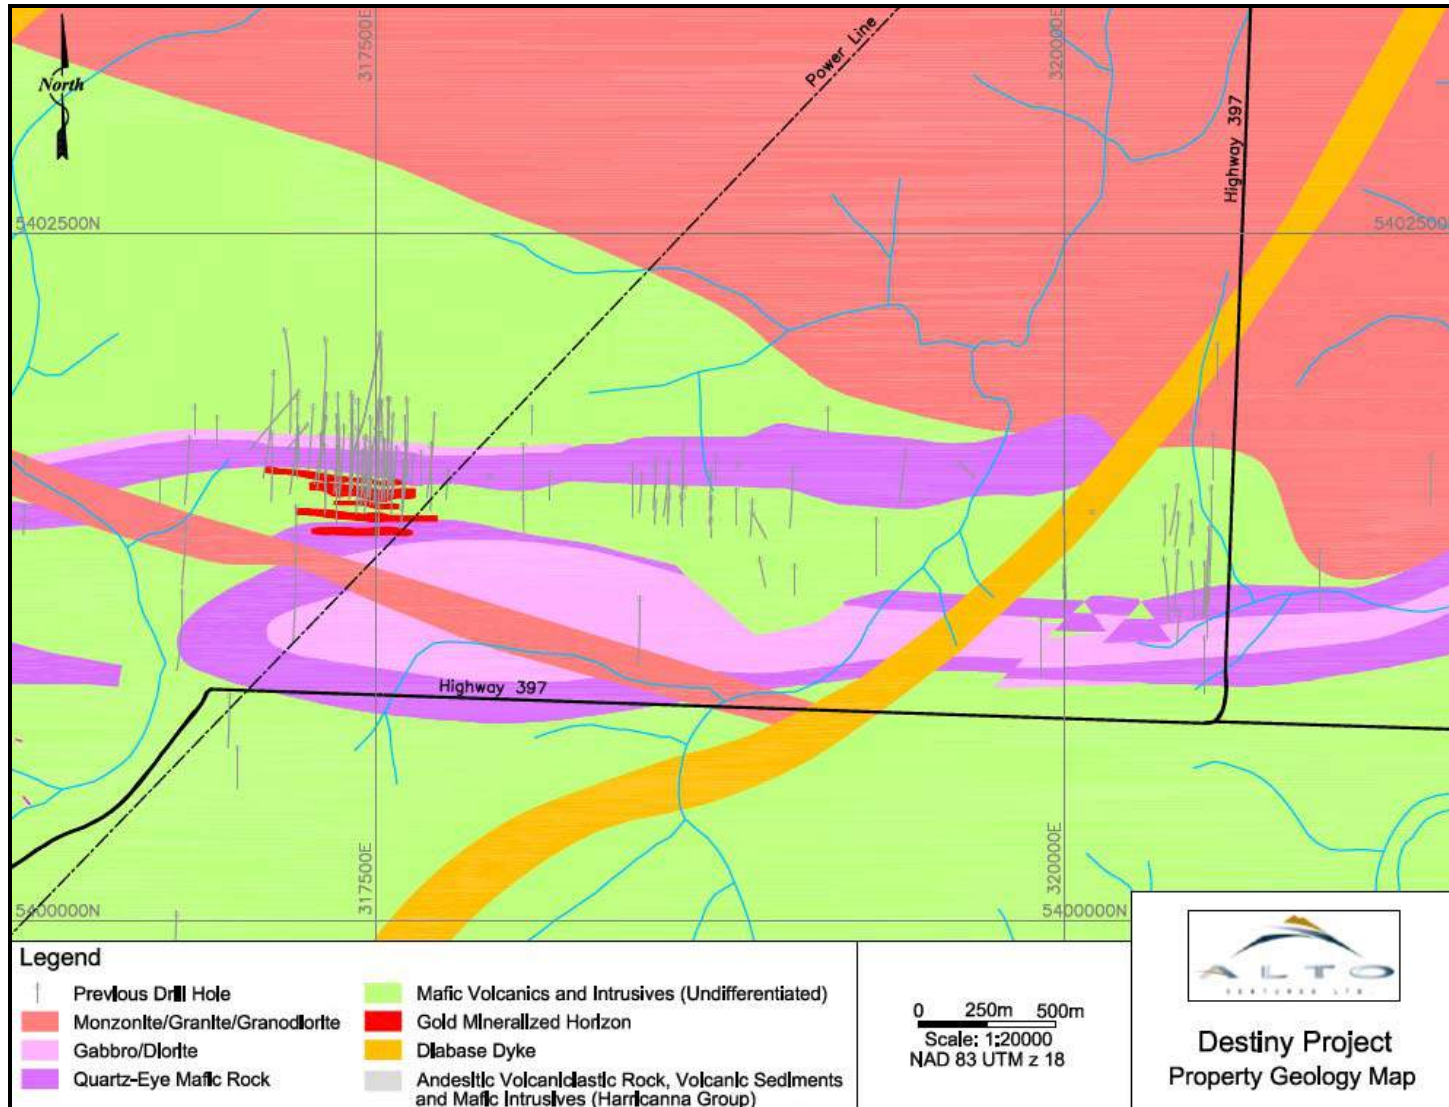 317500E
Power Line
320000E
North
Highway 397
5402500N
5402500N
Highway 397
317500E
320000E
5400000N
5400000N
Legend
Previous Drill Hole
Monzonite/Granite/Granodiorite
Gabbro/Diorite
Quartz-Eye Mafic Rock
Mafic Volcanics and Intrusives (Undifferentiated)
Gold Mineralized Horizon
Diabase Dyke
Andesitic Volcaniclastic Rock, Volcanic Sediments
and Mafic Intrusives (Harricanna Group)
0 250m 500m
Scale: 1:20000
NAD 83 UTM z 18
ALTO
VENTURES LTD.
Destiny Project
Property Geology Map